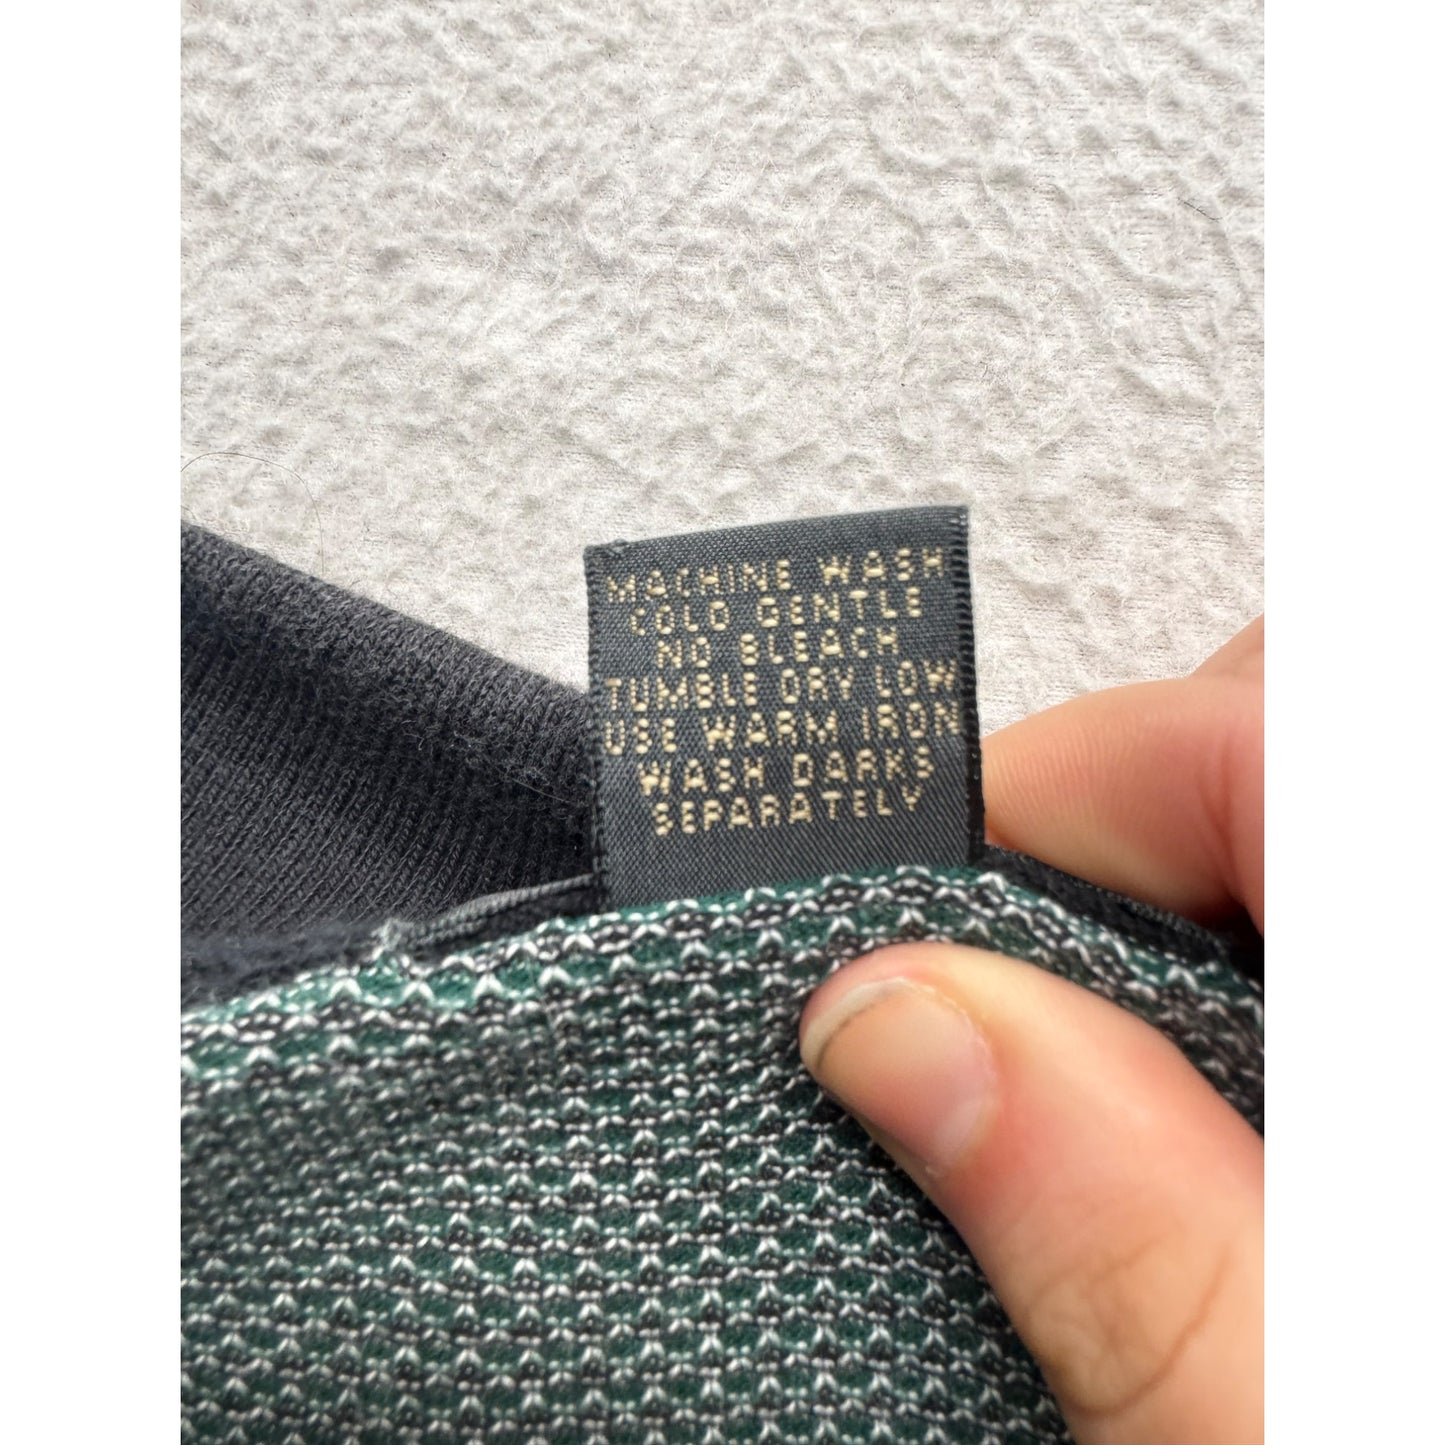 MACHINE WASH
COLD GENTLE
NO BLEACH
TUMBLE DRY LOW
USE WARM IRON
WASH DARKS
SEPARATELY